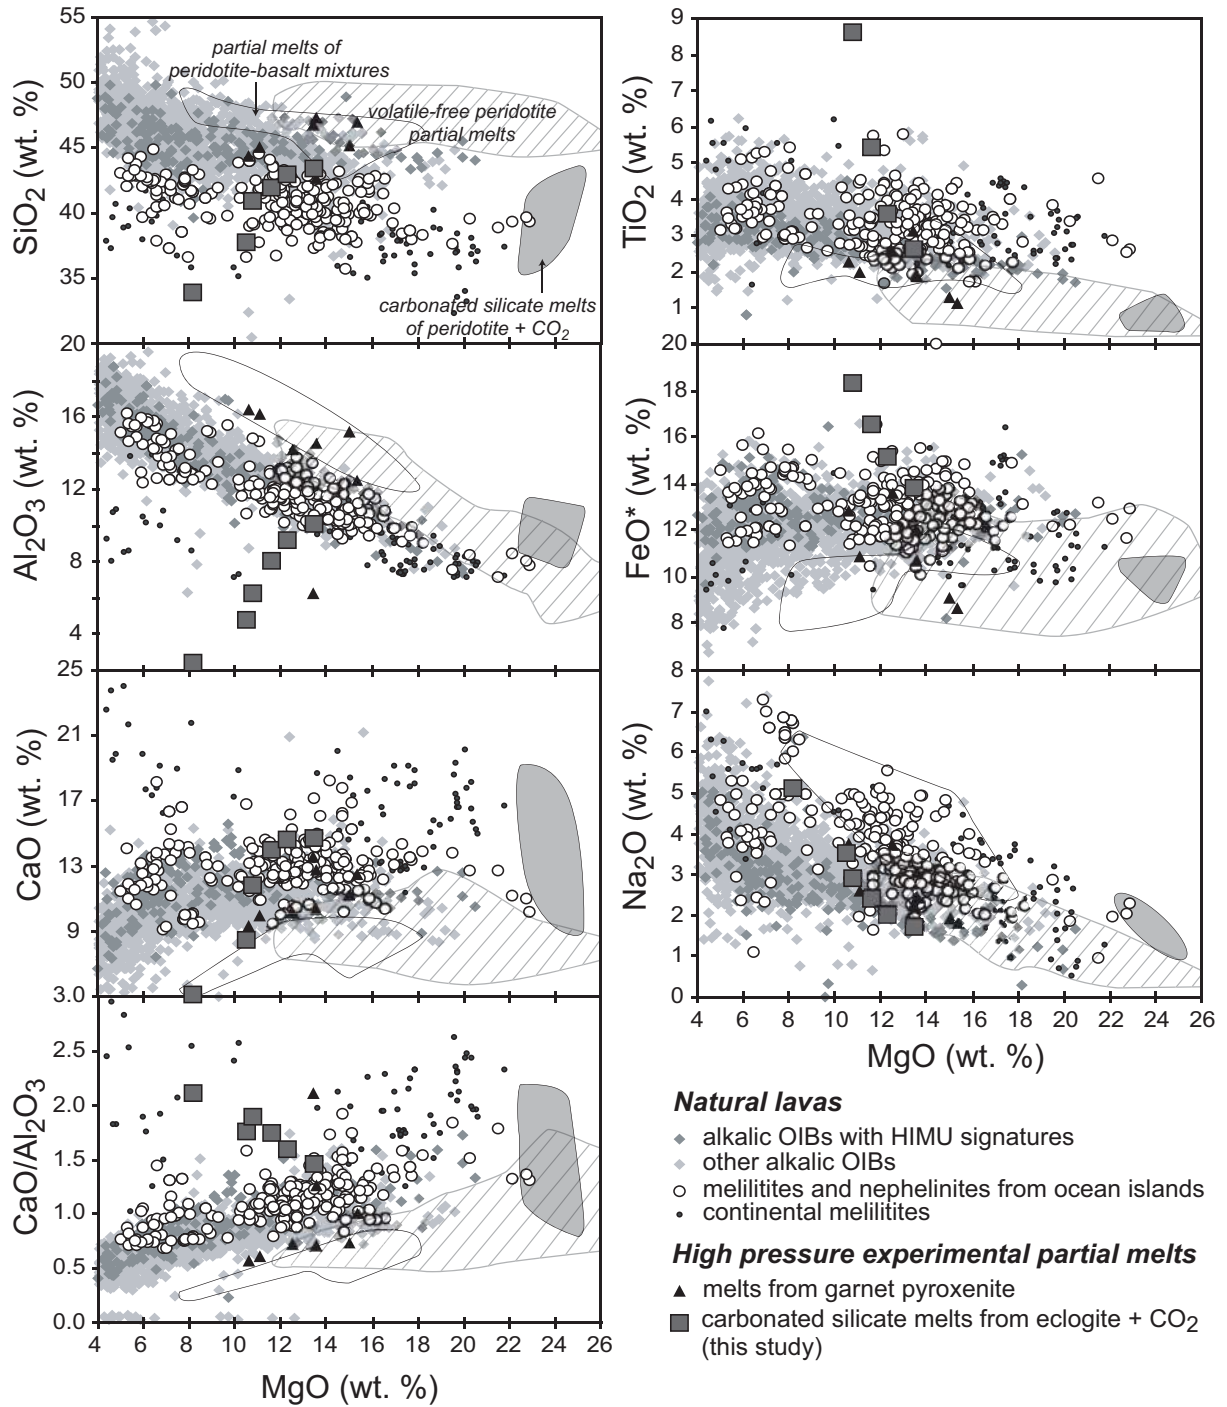 55
50
45
40
35
SiO2 (wt. %)
partial melts of
peridotite-basalt mixtures
volatile-free peridotite
partial melts
carbonated silicate melts
of peridotite + CO2
20
16
12
8
4
Al2O3 (wt. %)
25
21
17
13
9
CaO (wt. %)
3.0
2.5
2.0
1.5
1.0
0.5
0.0
CaO/Al2O3
4 6 8 10 12 14 16 18 20 22 24 26
MgO (wt. %)
9
8
7
6
5
4
3
2
1
TiO2 (wt. %)
20
18
16
14
12
10
8
FeO* (wt. %)
8
7
6
5
4
3
2
1
0
Na2O (wt. %)
4 6 8 10 12 14 16 18 20 22 24 26
MgO (wt. %)
Natural lavas
alkalic OIBs with HIMU signatures
other alkalic OIBs
melilitites and nephelinites from ocean islands
continental melilitites
High pressure experimental partial melts
melts from garnet pyroxenite
carbonated silicate melts from eclogite + CO2
(this study)